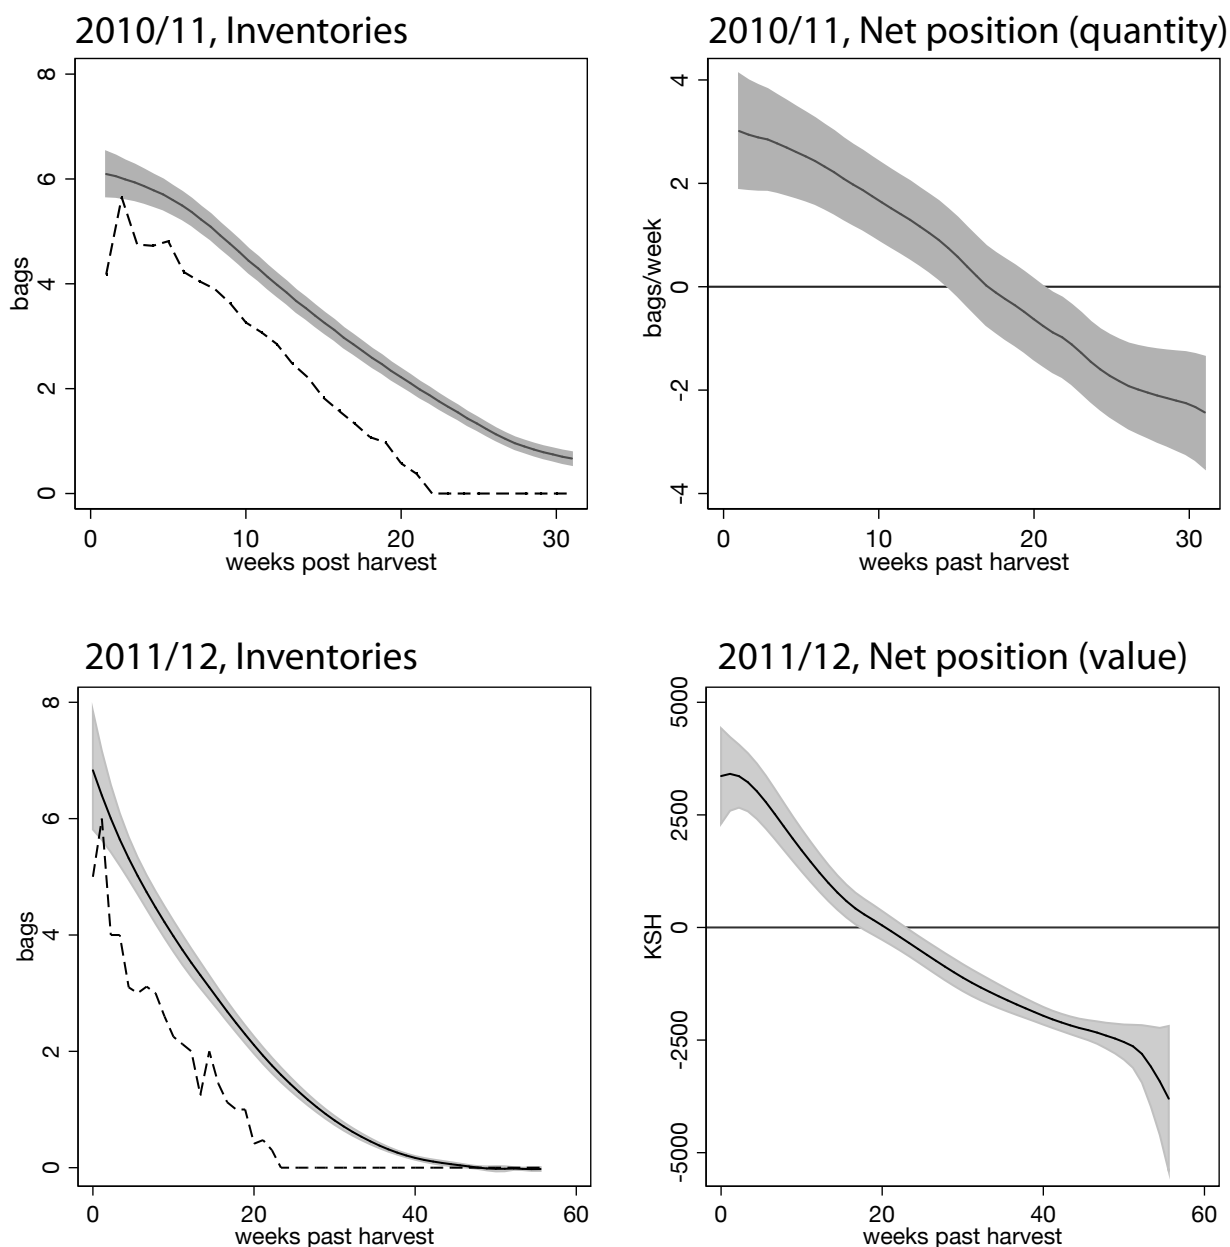 2010/11, Inventories
8
6
4
2
0
bags
0 10 20 30
weeks post harvest
2010/11, Net position (quantity)
4
2
0
-2
-4
bags/week
0 10 20 30
weeks past harvest
2011/12, Inventories
8
6
4
2
0
bags
0 20 40 60
weeks past harvest
2011/12, Net position (value)
5000
2500
0
-2500
-5000
KSH
0 20 40 60
weeks past harvest